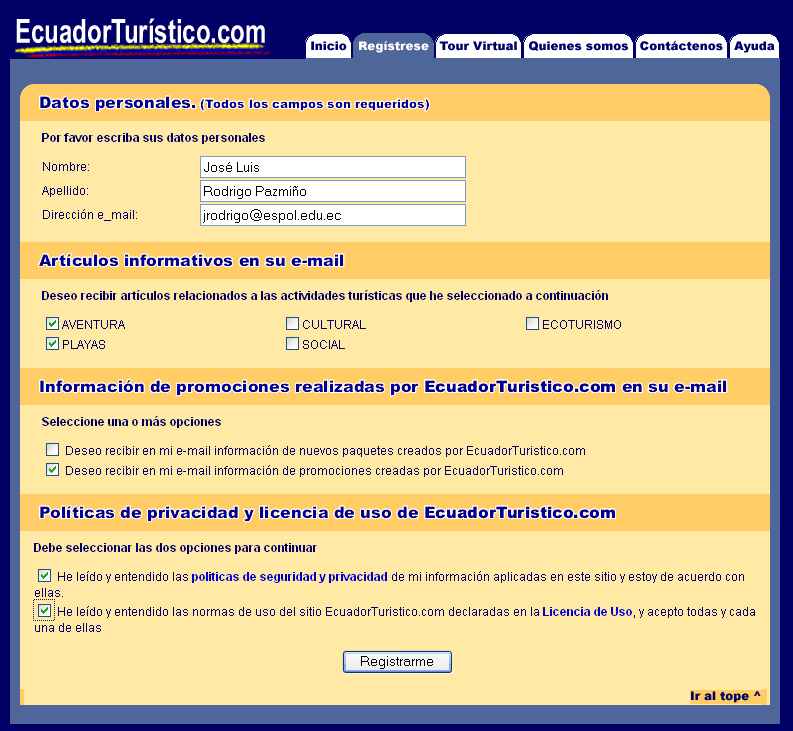 EcuadorTurístico.com
Inicio Regístrese Tour Virtual Quienes somos Contáctenos Ayuda
Datos personales. (Todos los campos son requeridos)
Por favor escriba sus datos personales
Nombre: José Luis
Apellido: Rodrigo Pazmiño
Dirección e_mail: jrodrigo@espol.edu.ec
Artículos informativos en su e-mail
Deseo recibir artículos relacionados a las actividades turísticas que he seleccionado a continuación
AVENTURA CULTURAL ECOTURISMO
PLAYAS SOCIAL
Información de promociones realizadas por EcuadorTuristico.com en su e-mail
Seleccione una o más opciones
Deseo recibir en mi e-mail información de nuevos paquetes creados por EcuadorTuristico.com
Deseo recibir en mi e-mail información de promociones creadas por EcuadorTuristico.com
Políticas de privacidad y licencia de uso de EcuadorTuristico.com
Debe seleccionar las dos opciones para continuar
He leído y entendido las politicas de seguridad y privacidad de mi información aplicadas en este sitio y estoy de acuerdo con
ellas.
He leído y entendido las normas de uso del sitio EcuadorTuristico.com declaradas en la Licencia de Uso, y acepto todas y cada
una de ellas
Registrarme
Ir al tope ^